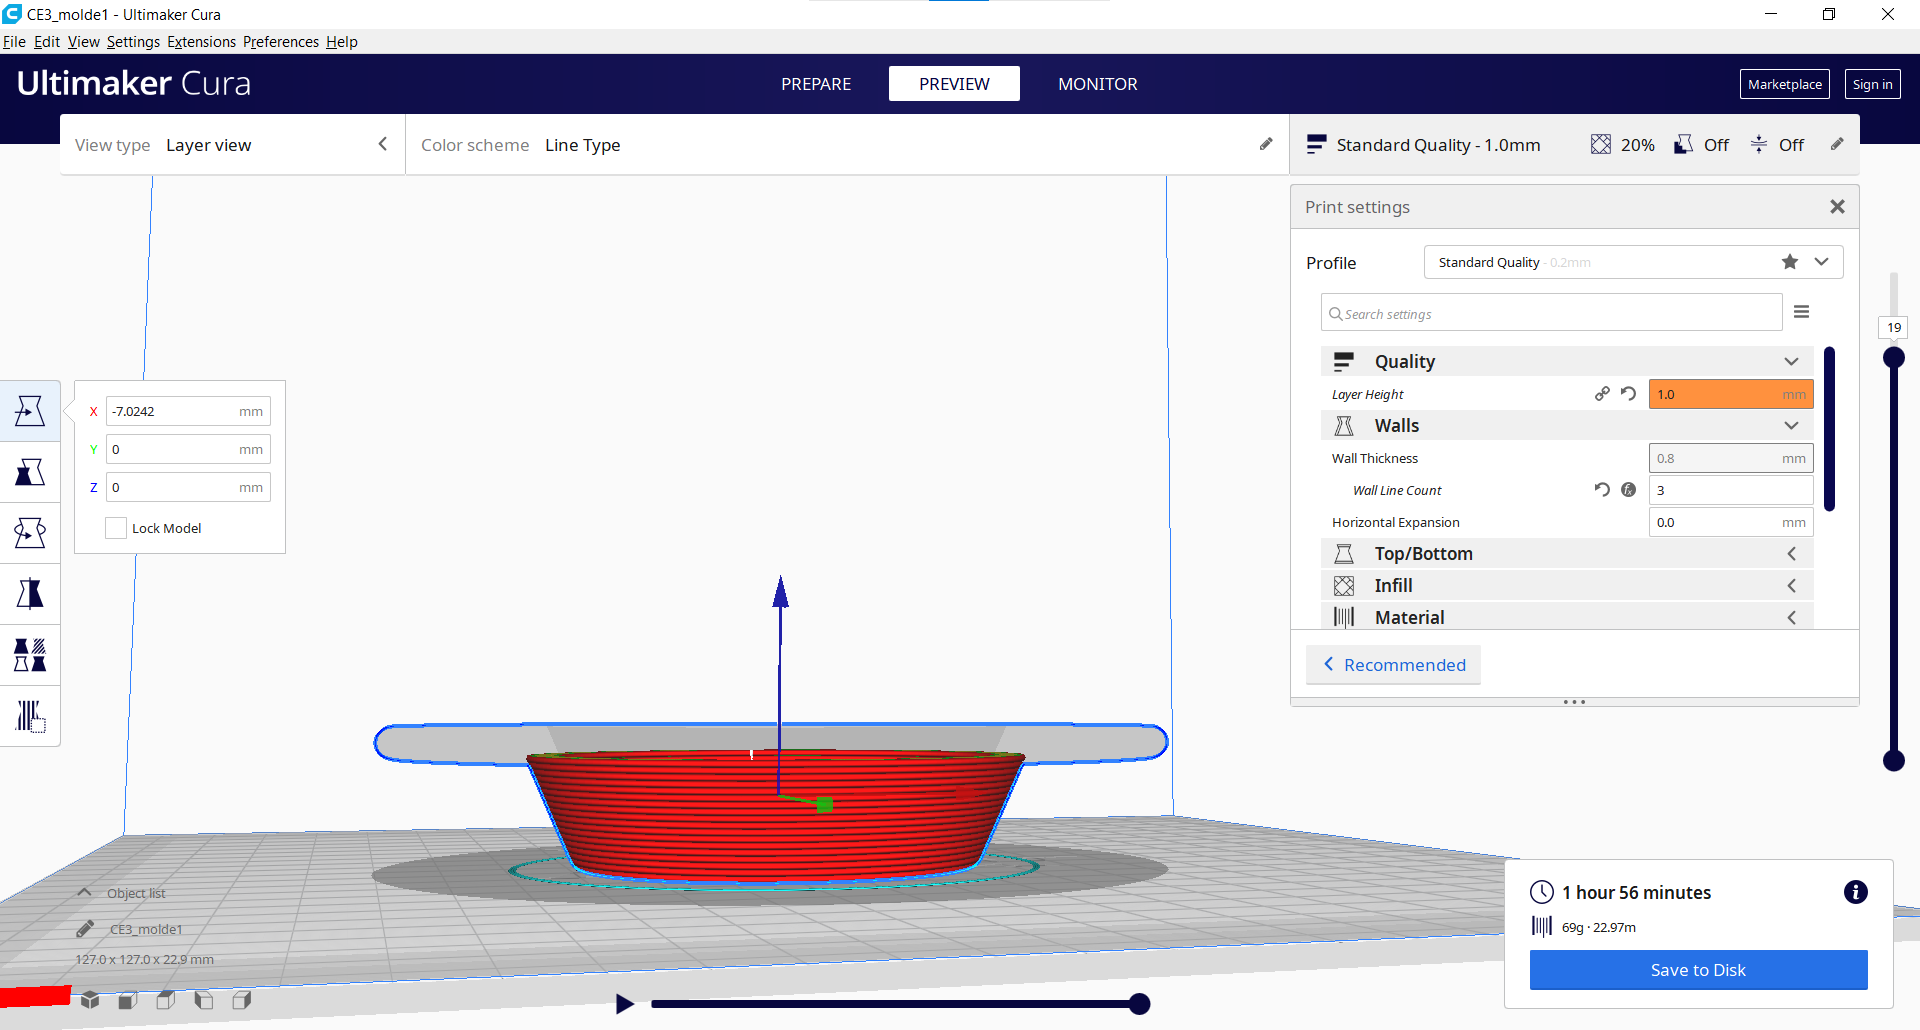 CE3_molde1 - Ultimaker Cura
File Edit View Settings Extensions Preferences Help
Ultimaker Cura
PREPARE PREVIEW MONITOR
Marketplace Sign in
View type Layer view
Color scheme Line Type
Standard Quality - 1.0mm 20% Off Off
Print settings
Profile Standard Quality - 0.2mm
Search settings
Quality
Layer Height 1.0 mm
Walls
Wall Thickness 0.8 mm
Wall Line Count 3
Horizontal Expansion 0.0 mm
Top/Bottom
Infill
Material
Recommended
19
X -7.0242 mm
Y 0 mm
Z 0 mm
Lock Model
Object list
CE3_molde1
127.0 x 127.0 x 22.9 mm
1 hour 56 minutes
69g · 22.97m
Save to Disk